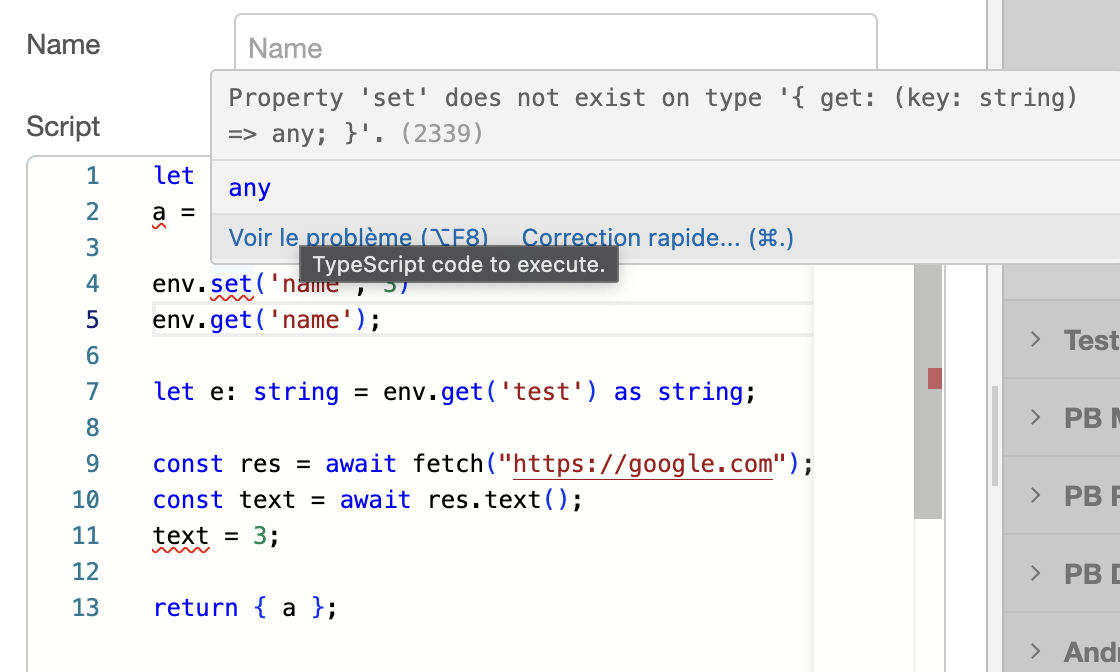 Name
Name
Property 'set' does not exist on type '{ get: (key: string)
=> any; }'. (2339)
Script
1 let
any
2 a =
Voir le problème (⌥F8) Correction rapide... (⌘.)
3
TypeScript code to execute.
4 env.set('name', 3)
5 env.get('name');
6
> Test
7 let e: string = env.get('test') as string;
> PB
8
9 const res = await fetch("https://google.com");
> PB
10 const text = await res.text();
11 text = 3;
12
> PB
13 return { a };
>